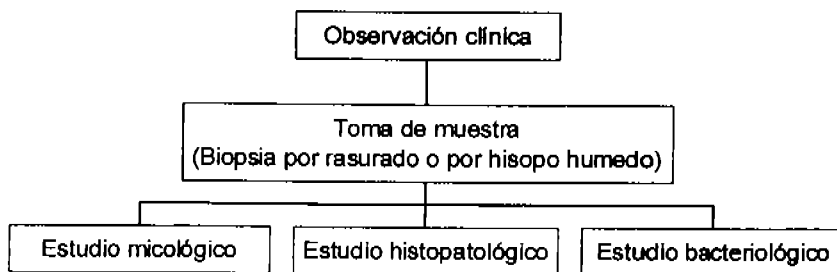 Observación clínica
Toma de muestra
(Biopsia por rasurado o por hisopo humedo)
Estudio micológico
Estudio histopatológico
Estudio bacteriológico